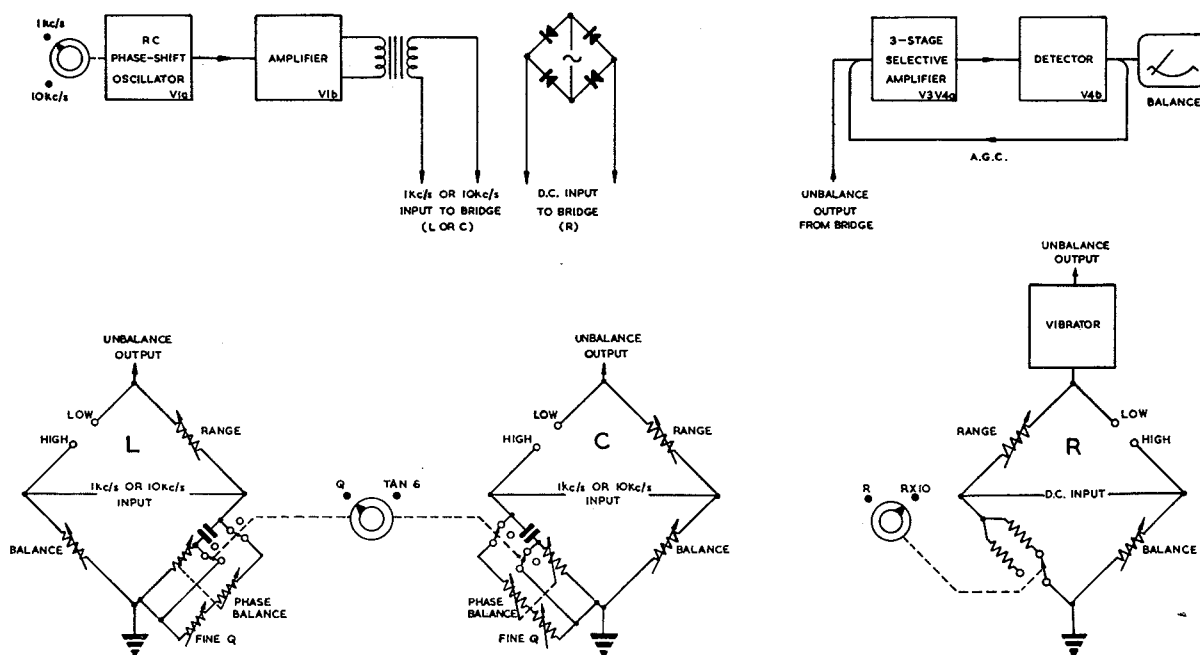 1Kc/s
10Kc/s
RC
PHASE-SHIFT
OSCILLATOR
V1a
AMPLIFIER
V1b
1Kc/s OR 10Kc/s
INPUT TO BRIDGE
(L OR C)
D.C. INPUT
TO BRIDGE
(R)
3-STAGE
SELECTIVE
AMPLIFIER
V3V4a
DETECTOR
V4b
BALANCE
A.G.C.
UNBALANCE
OUTPUT
FROM BRIDGE
UNBALANCE
OUTPUT
LOW
HIGH
L
RANGE
1Kc/s OR 10Kc/s
INPUT
BALANCE
PHASE
BALANCE
FINE Q
Q
TAN δ
UNBALANCE
OUTPUT
LOW
HIGH
C
RANGE
1Kc/s OR 10Kc/s
INPUT
BALANCE
PHASE
BALANCE
FINE Q
UNBALANCE
OUTPUT
VIBRATOR
RANGE
R
LOW
HIGH
D.C. INPUT
R
RX10
BALANCE